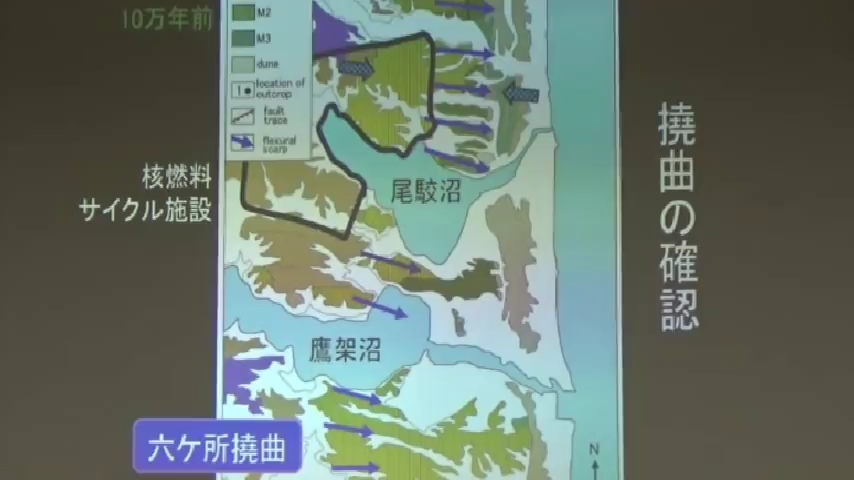 10万年前
M2
M3
dune
location of
outcrop
fault
trace
flexural
scarp
核燃料
サイクル施設
尾駮沼
鷹架沼
六ケ所撓曲
撓曲の確認
N